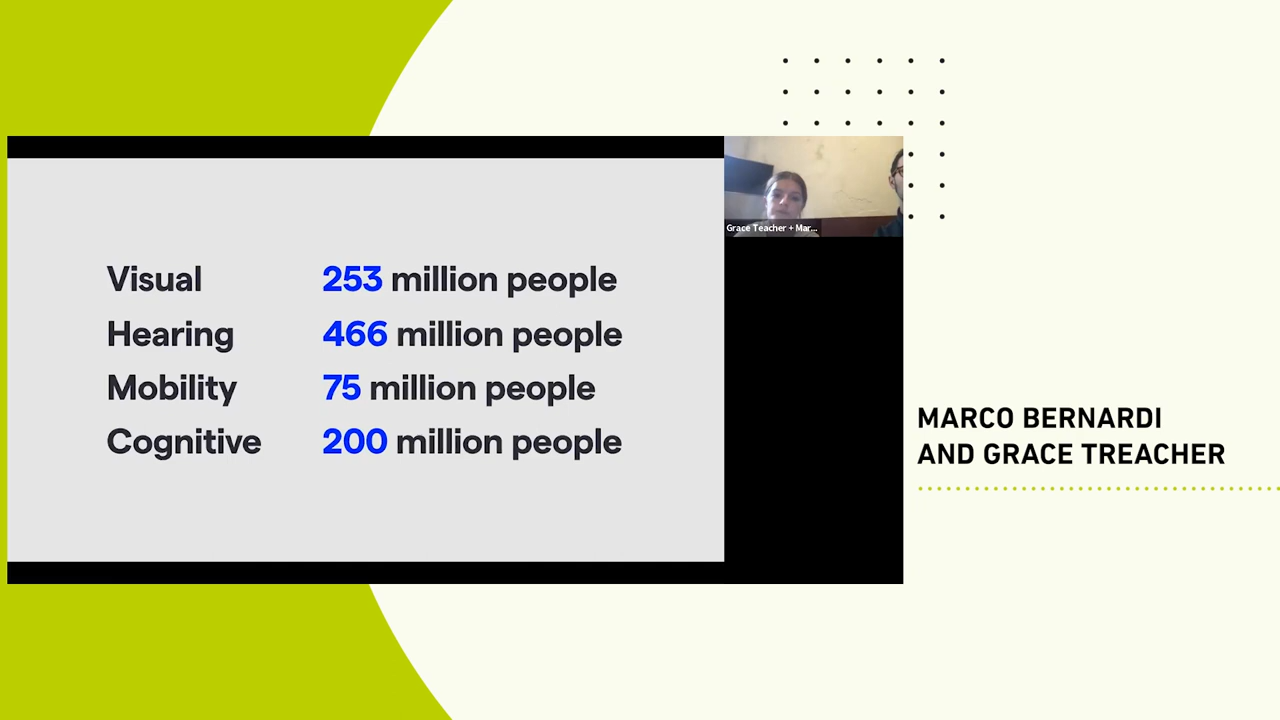 Visual 253 million people
Hearing 466 million people
Mobility 75 million people
Cognitive 200 million people
Grace Teacher + Mar...
MARCO BERNARDI
AND GRACE TREACHER